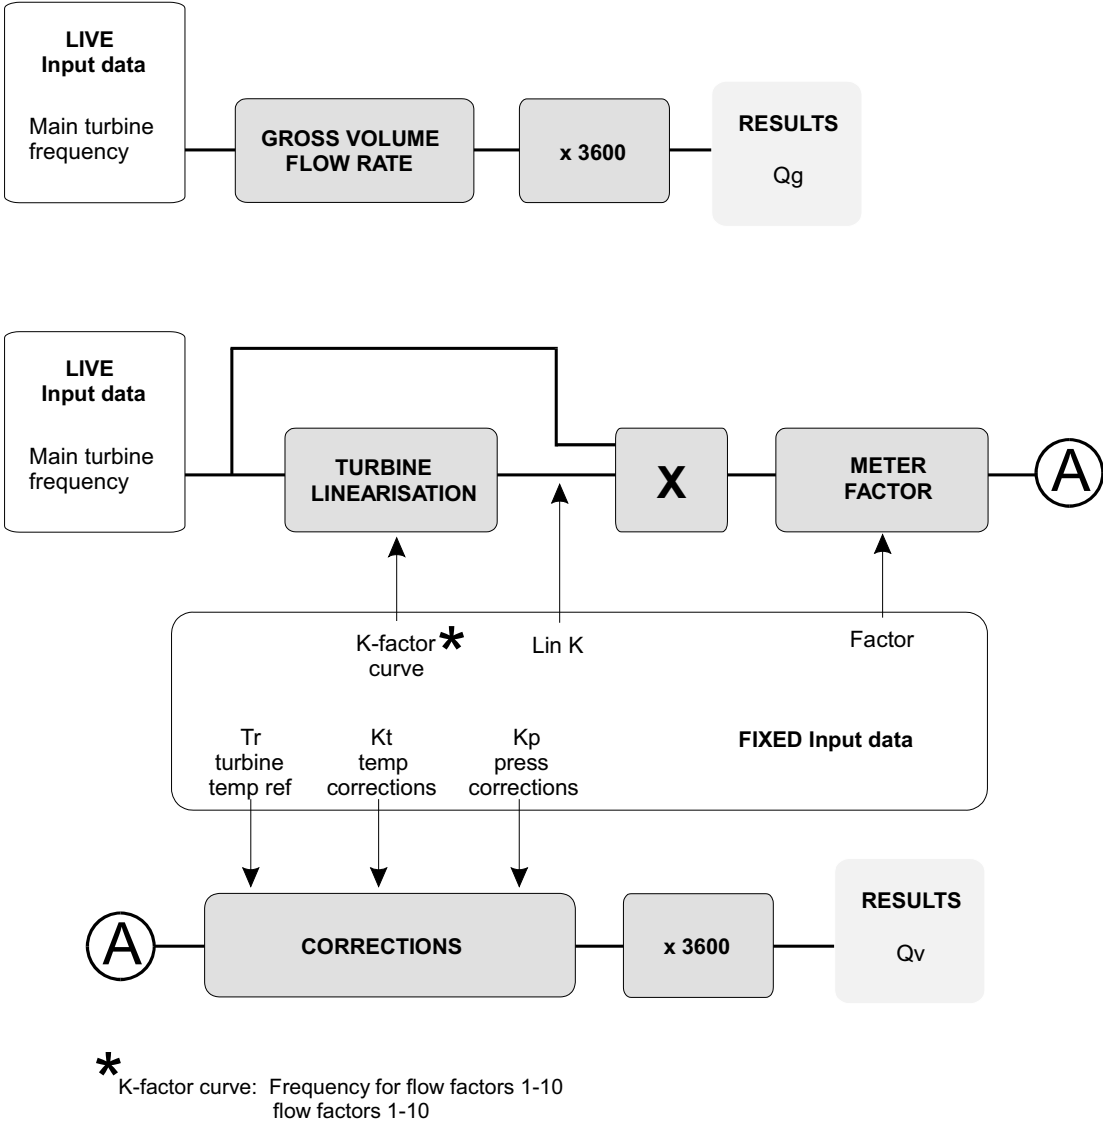 LIVE
Input data
Main turbine
frequency
GROSS VOLUME
FLOW RATE
x 3600
RESULTS
Qg
LIVE
Input data
Main turbine
frequency
TURBINE
LINEARISATION
X
METER
FACTOR
A
K-factor *
curve
Lin K
Factor
Tr
turbine
temp ref
Kt
temp
corrections
Kp
press
corrections
FIXED Input data
A
CORRECTIONS
x 3600
RESULTS
Qv
* K-factor curve: Frequency for flow factors 1-10
flow factors 1-10